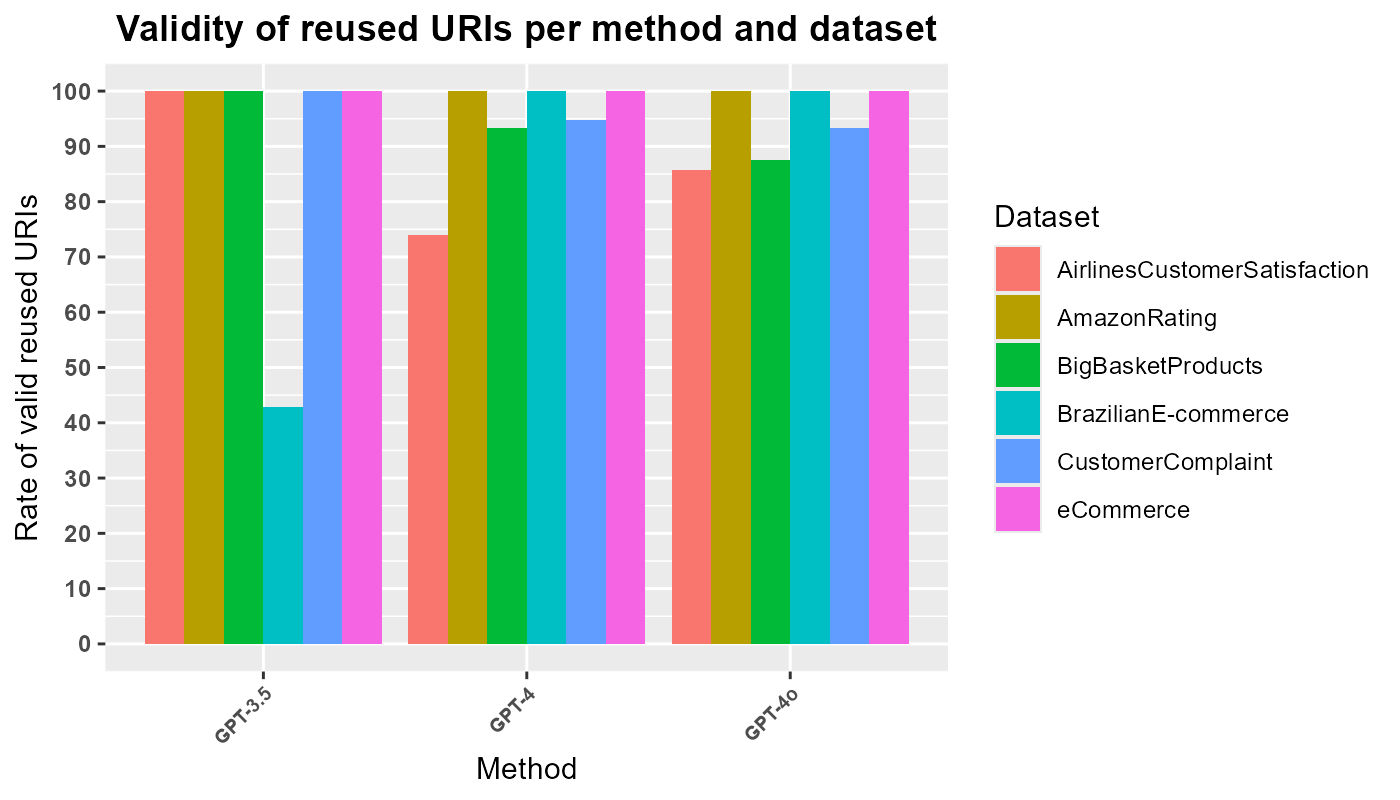 Validity of reused URIs per method and dataset
Rate of valid reused URIs
100
90
80
70
60
50
40
30
20
10
0
GPT-3.5
GPT-4
GPT-4o
Method
Dataset
AirlinesCustomerSatisfaction
AmazonRating
BigBasketProducts
BrazilianE-commerce
CustomerComplaint
eCommerce